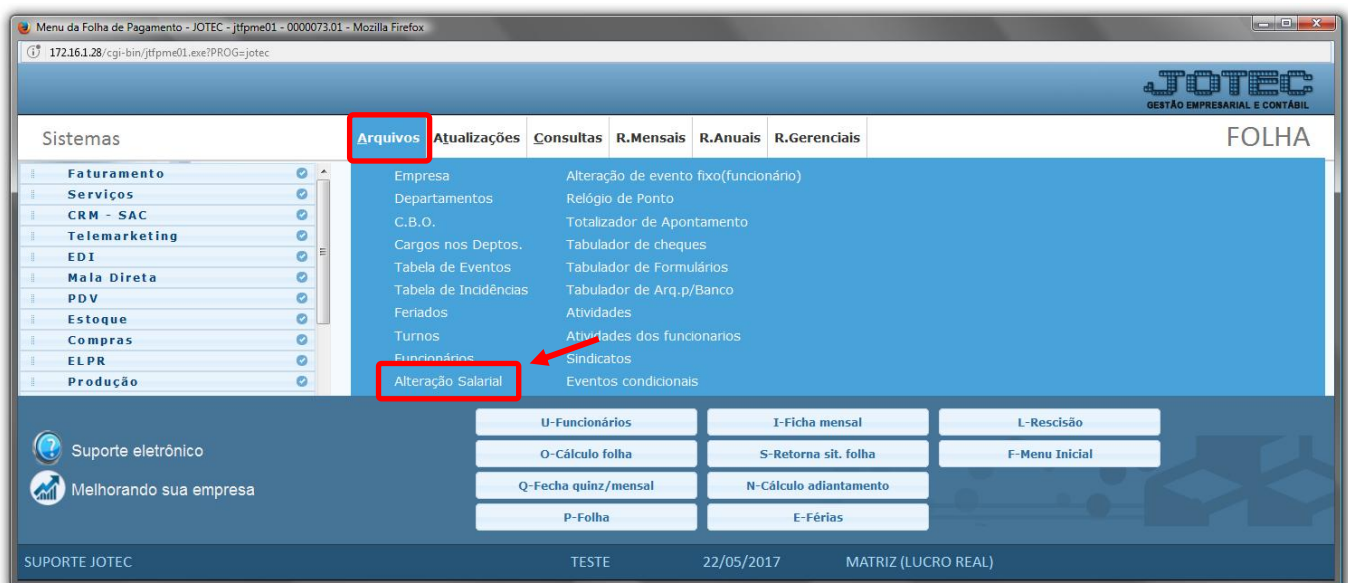 Menu da Folha de Pagamento - JOTEC - jtfpme01 - 0000073.01 - Mozilla Firefox
172.16.1.28/cgi-bin/jtfpme01.exe?PROG=jotec
JOTEC
GESTÃO EMPRESARIAL E CONTÁBIL
Sistemas
Arquivos Atualizações Consultas R.Mensais R.Anuais R.Gerenciais
FOLHA
Faturamento
Serviços
CRM - SAC
Telemarketing
EDI
Mala Direta
PDV
Estoque
Compras
ELPR
Produção
Empresa
Departamentos
C.B.O.
Cargos nos Deptos.
Tabela de Eventos
Tabela de Incidências
Feriados
Turnos
Funcionários
Alteração Salarial
Alteração de evento fixo(funcionário)
Relógio de Ponto
Totalizador de Apontamento
Tabulador de cheques
Tabulador de Formulários
Tabulador de Arq.p/Banco
Atividades
Atividades dos funcionarios
Sindicatos
Eventos condicionais
Suporte eletrônico
Melhorando sua empresa
U-Funcionários I-Ficha mensal L-Rescisão
O-Cálculo folha S-Retorna sit. folha F-Menu Inicial
Q-Fecha quinz/mensal N-Cálculo adiantamento
P-Folha E-Férias
SUPORTE JOTEC TESTE 22/05/2017 MATRIZ (LUCRO REAL)